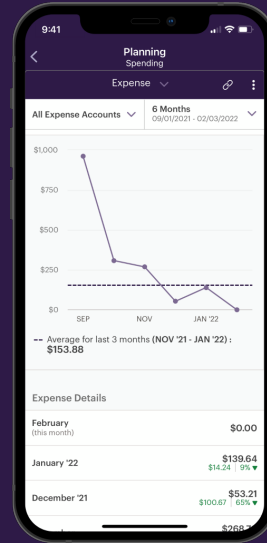 9:41
Planning
Spending
Expense
All Expense Accounts
6 Months
09/01/2021 - 02/03/2022
$1,000
$750
$500
$250
$0
SEP NOV JAN '22
-- Average for last 3 months (NOV '21 - JAN '22) :
$153.88
Expense Details
February
(this month)
$0.00
January '22
$139.64
$14.24 | 9% ▼
December '21
$53.21
$100.67 | 65% ▼